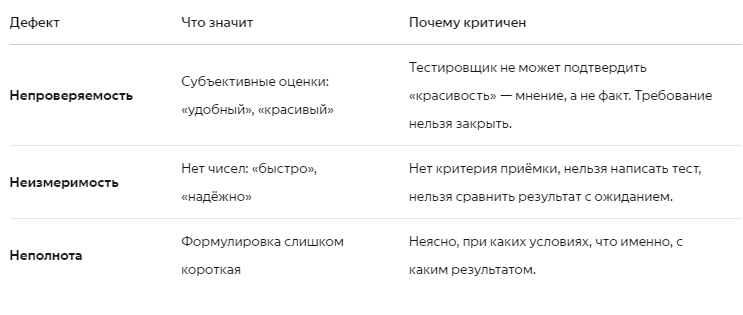 Дефект Что значит Почему критичен
Непроверяемость
Субъективные оценки:
«удобный», «красивый»
Тестировщик не может подтвердить
«красивость» — мнение, а не факт. Требование
нельзя закрыть.
Неизмеримость
Нет чисел: «быстро»,
«надёжно»
Нет критерия приёмки, нельзя написать тест,
нельзя сравнить результат с ожиданием.
Неполнота
Формулировка слишком
короткая
Неясно, при каких условиях, что именно, с
каким результатом.